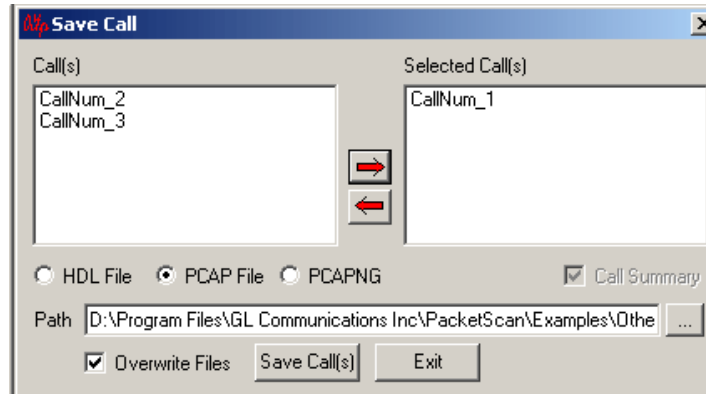 Save Call
Call(s)
Selected Call(s)
CallNum_2
CallNum_3
CallNum_1
HDL File PCAP File PCAPNG Call Summary
Path D:\Program Files\GL Communications Inc\PacketScan\Examples\Othe ...
Overwrite Files Save Call(s) Exit